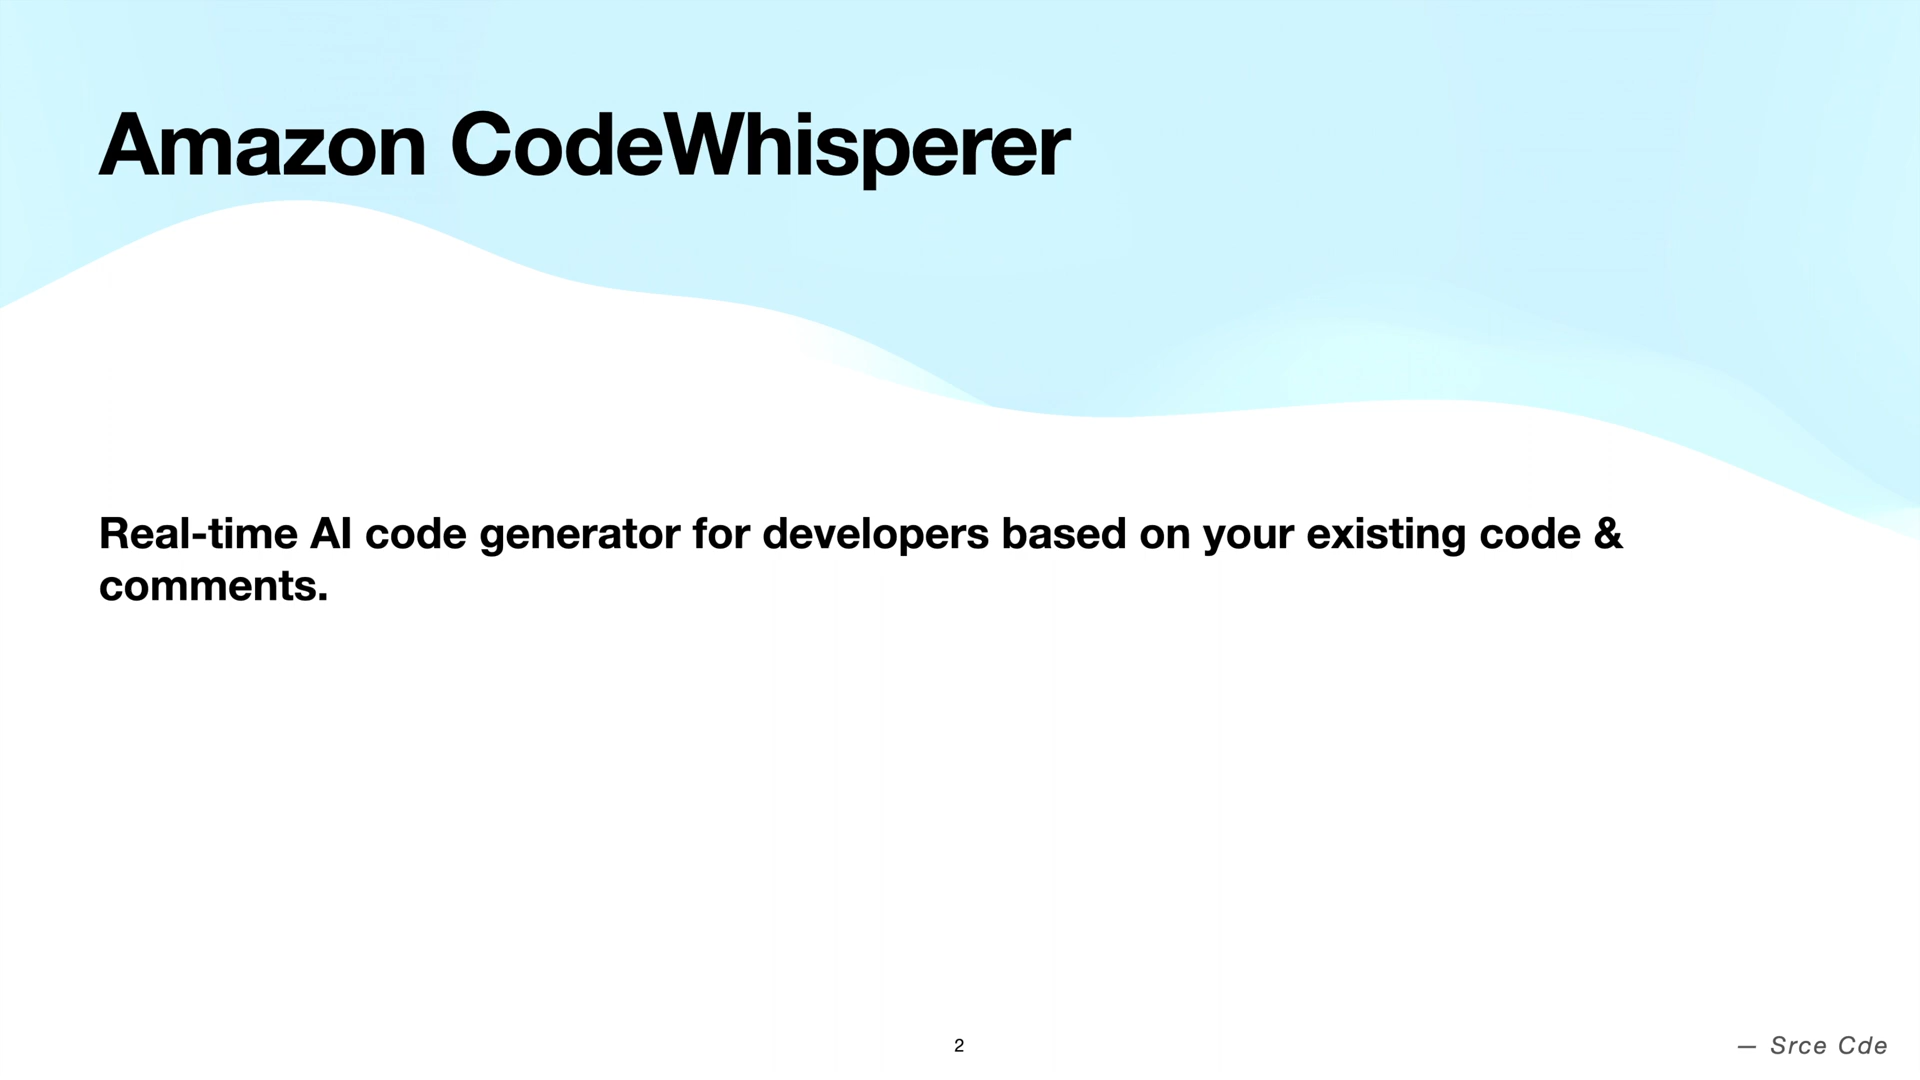 Amazon CodeWhisperer
Real-time AI code generator for developers based on your existing code &
comments.
2
— Srce Cde